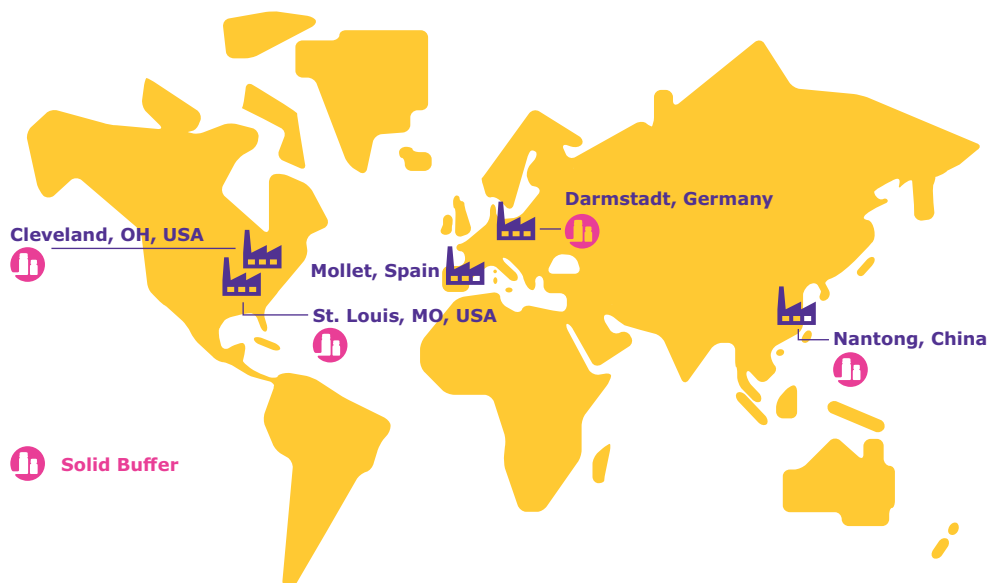 Darmstadt, Germany
Cleveland, OH, USA
Mollet, Spain
St. Louis, MO, USA
Nantong, China
Solid Buffer